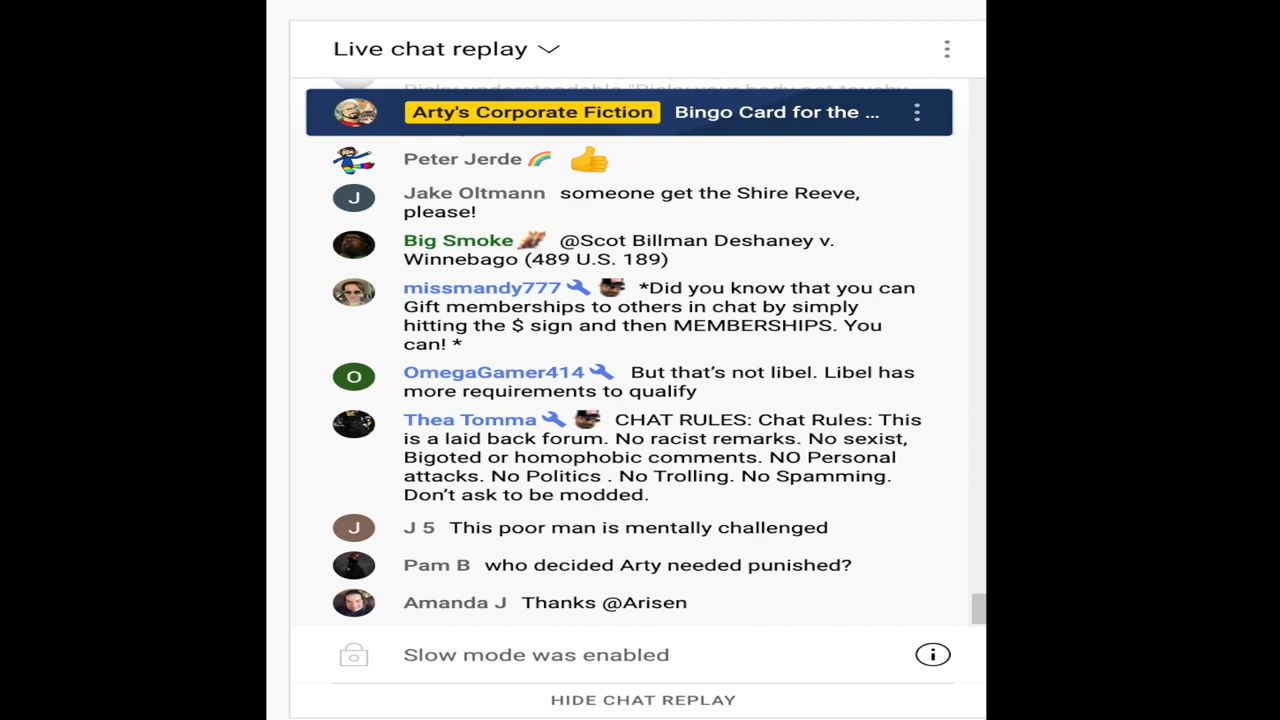 Live chat replay
Arty's Corporate Fiction Bingo Card for the ...
Peter Jerde 🌈 👍
Jake Oltmann someone get the Shire Reeve,
please!
Big Smoke @Scot Billman Deshaney v.
Winnebago (489 U.S. 189)
missmandy777 *Did you know that you can
Gift memberships to others in chat by simply
hitting the $ sign and then MEMBERSHIPS. You
can! *
O
OmegaGamer414 But that's not libel. Libel has
more requirements to qualify
Thea Tomma CHAT RULES: Chat Rules: This
is a laid back forum. No racist remarks. No sexist,
Bigoted or homophobic comments. NO Personal
attacks. No Politics . No Trolling. No Spamming.
Don't ask to be modded.
J
J 5 This poor man is mentally challenged
Pam B who decided Arty needed punished?
Amanda J Thanks @Arisen
Slow mode was enabled
HIDE CHAT REPLAY